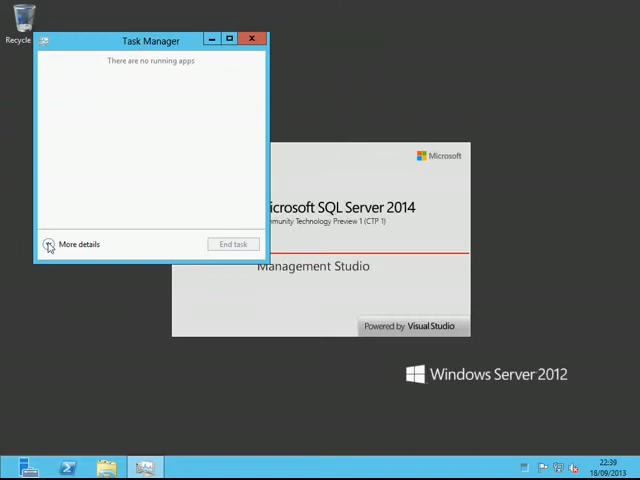 Recycle
Task Manager
There are no running apps
More details
End task
Microsoft
icrosoft SQL Server 2014
mmunity Technology Preview 1 (CTP 1)
Management Studio
Powered by Visual Studio
Windows Server 2012
22:39
18/09/2013